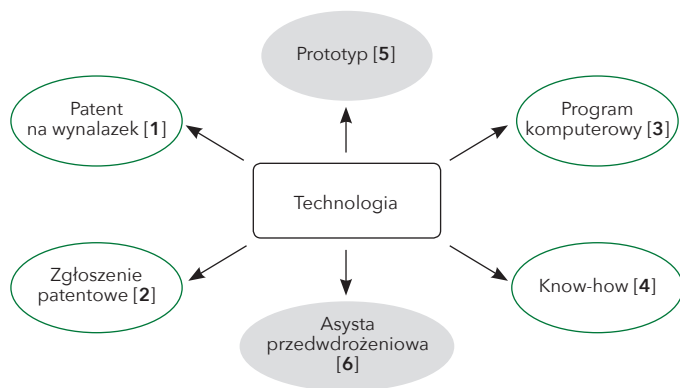 Prototyp [5]
Patent
na wynalazek [1]
Program
komputerowy [3]
Technologia
Zgłoszenie
patentowe [2]
Know-how [4]
Asysta
przedwdrożeniowa
[6]